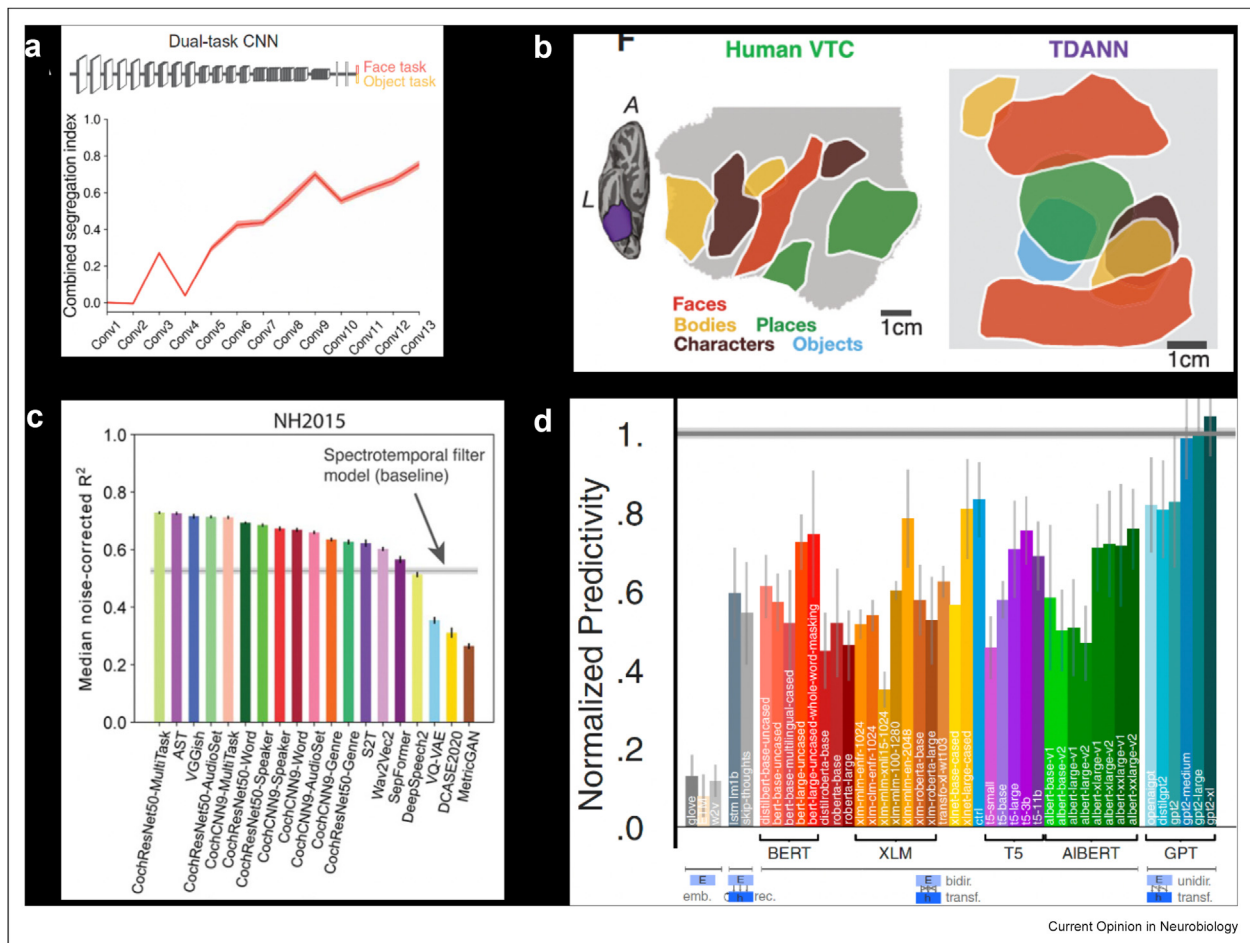 a
Dual-task CNN
Face task
Object task
Combined segregation index
1.0
0.8
0.6
0.4
0.2
0.0
Conv1
Conv2
Conv3
Conv4
Conv5
Conv6
Conv7
Conv8
Conv9
Conv10
Conv11
Conv12
Conv13
b
F
Human VTC
TDANN
A
L
Faces
Bodies Places
Characters Objects
1cm
1cm
c
NH2015
Spectrotemporal filter
model (baseline)
Median noise-corrected R²
1.0
0.8
0.6
0.4
0.2
0.0
CochResNet50-MultiTask
AST
VGGish
CochResNet50-AudioSet
CochCNN9-MultiTask
CochResNet50-Word
CochResNet50-Speaker
CochCNN9-Speaker
CochCNN9-Word
CochCNN9-AudioSet
CochCNN9-Genre
CochResNet50-Genre
S2T
Wav2Vec2
SepFormer
DeepSpeech2
VQ-VAE
DCASE2020
MetricGAN
d
Normalized Predictivity
1.
.8
.6
.4
.2
.0
glove
w2v
lstm lm1b
skip-thoughts
distilbert-base-uncased
bert-base-uncased
bert-base-multilingual-cased
bert-large-uncased
bert-large-uncased-whole-word-masking
distilroberta-base
roberta-base
roberta-large
xlm-mlm-enfr-1024
xlm-clm-enfr-1024
xlm-mlm-xnli15-1024
xlm-mlm-100-1280
xlm-mlm-en-2048
xlm-roberta-base
xlm-roberta-large
transfo-xl-wt103
xlnet-base-cased
xlnet-large-cased
ctrl
t5-small
t5-base
t5-large
t5-3b
t5-11b
albert-base-v1
albert-base-v2
albert-large-v1
albert-large-v2
albert-xlarge-v1
albert-xlarge-v2
albert-xxlarge-v1
albert-xxlarge-v2
openaigpt
distilgpt2
gpt2
gpt2-medium
gpt2-large
gpt2-xl
BERT
XLM
T5
AlBERT
GPT
E
emb.
E
h
rec.
E
h
bidir.
transf.
E
h
unidir.
transf.
Current Opinion in Neurobiology